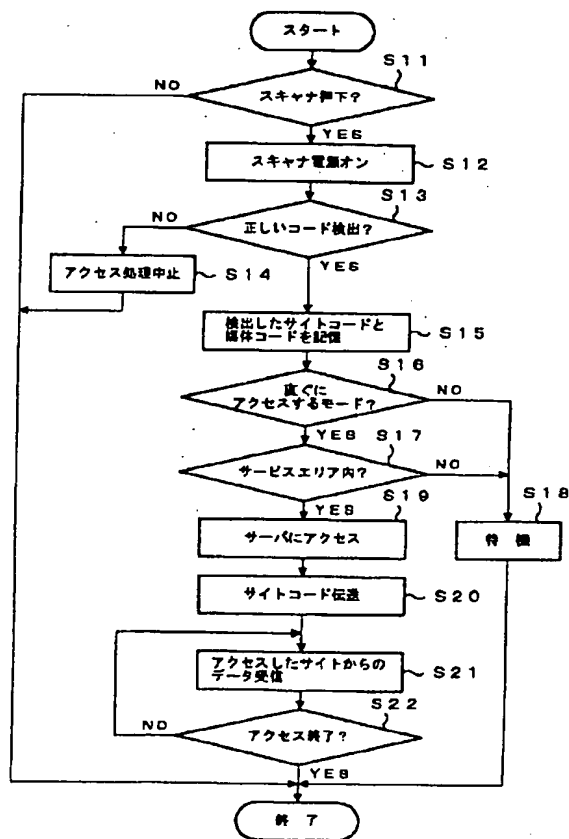 スタート
S11
NO
スキャナ押下?
YES
スキャナ電源オン
S12
S13
NO
正しいコード検出?
アクセス処理中止
S14
YES
検出したサイトコードと
媒体コードを記憶
S15
S16
直ぐに
アクセスするモード?
NO
YES
S17
サービスエリア内?
NO
YES
S19
S18
サーバにアクセス
待 機
サイトコード伝送
S20
アクセスしたサイトからの
データ受信
S21
S22
NO
アクセス終了?
YES
終 了